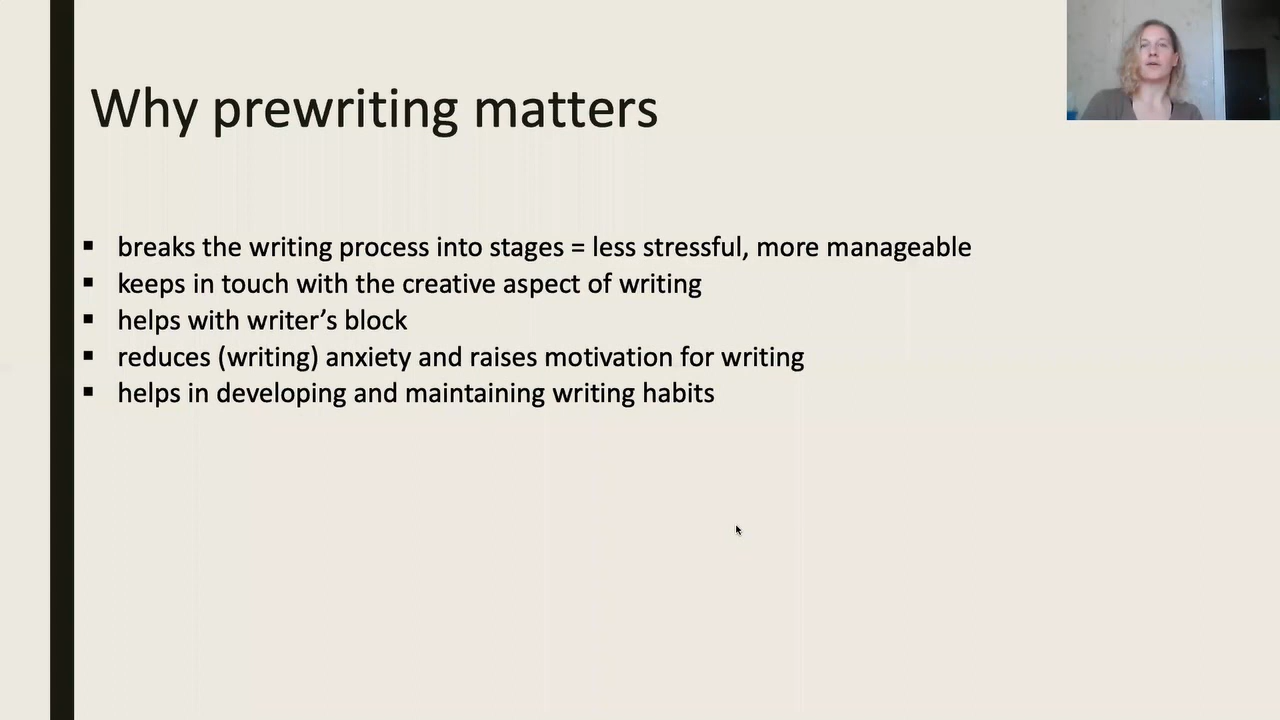 Why prewriting matters
▪ breaks the writing process into stages = less stressful, more manageable
▪ keeps in touch with the creative aspect of writing
▪ helps with writer’s block
▪ reduces (writing) anxiety and raises motivation for writing
▪ helps in developing and maintaining writing habits